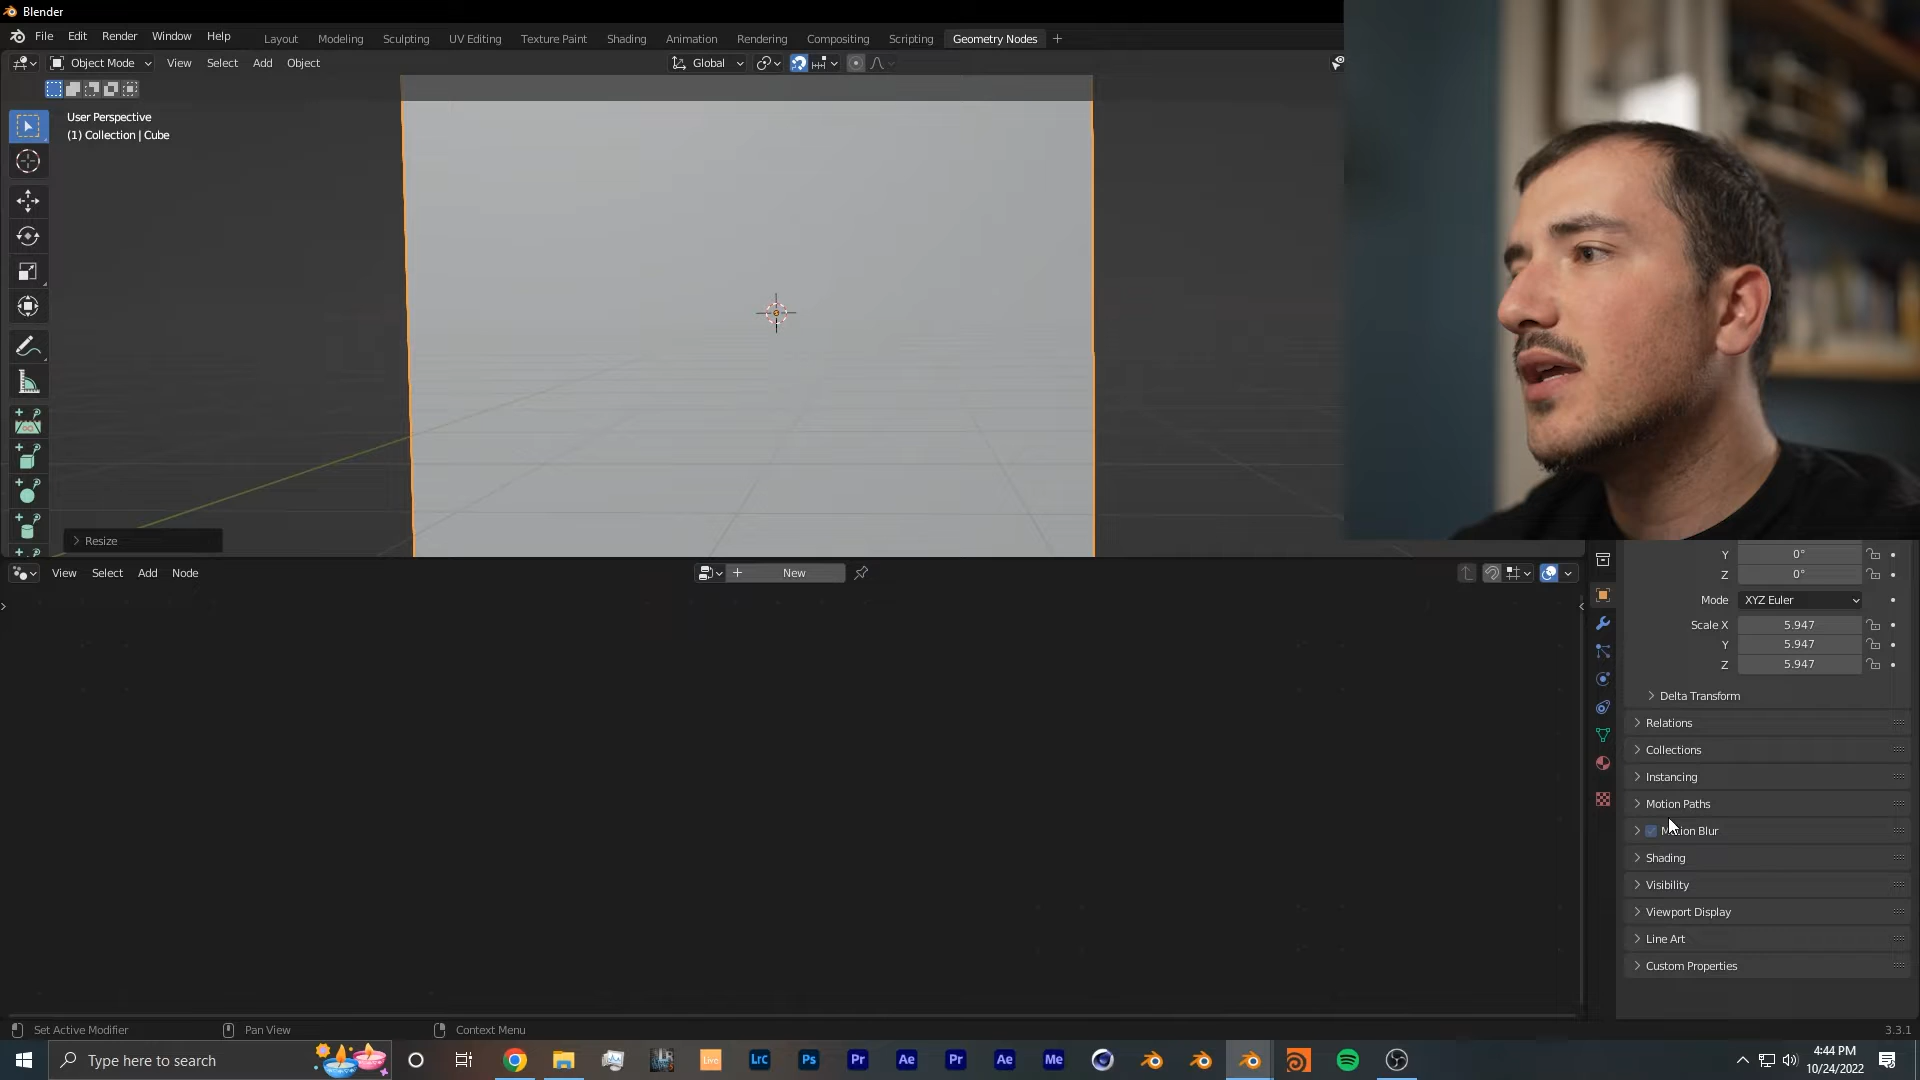 Blender
File Edit Render Window Help
Layout Modeling Sculpting UV Editing Texture Paint Shading Animation Rendering Compositing Scripting Geometry Nodes +
Object Mode View Select Add Object Global
User Perspective
(1) Collection | Cube
Resize
View Select Add Node + New
Y 0°
Z 0°
Mode XYZ Euler
Scale X 5.947
Y 5.947
Z 5.947
Delta Transform
Relations
Collections
Instancing
Motion Paths
Motion Blur
Shading
Visibility
Viewport Display
Line Art
Custom Properties
Set Active Modifier Pan View Context Menu 3.3.1
Type here to search
Live Lrc Ps Pr Ae Pr Ae Me
4:44 PM
10/24/2022